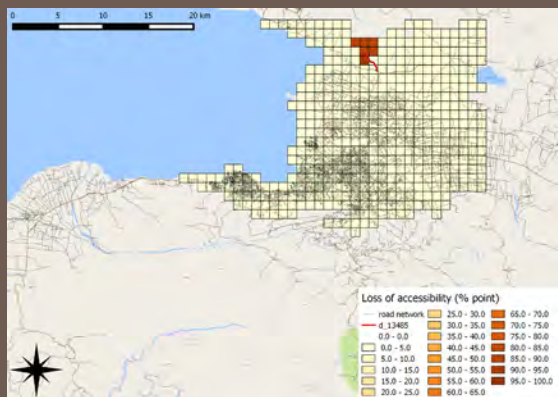 0 5 10 15 20 km
Loss of accessibility (% point)
road network
d_13485
0.0 - 0.0
0.0 - 5.0
5.0 - 10.0
10.0 - 15.0
15.0 - 20.0
20.0 - 25.0
25.0 - 30.0
30.0 - 35.0
35.0 - 40.0
40.0 - 45.0
45.0 - 50.0
50.0 - 55.0
55.0 - 60.0
60.0 - 65.0
65.0 - 70.0
70.0 - 75.0
75.0 - 80.0
80.0 - 85.0
85.0 - 90.0
90.0 - 95.0
95.0 - 100.0